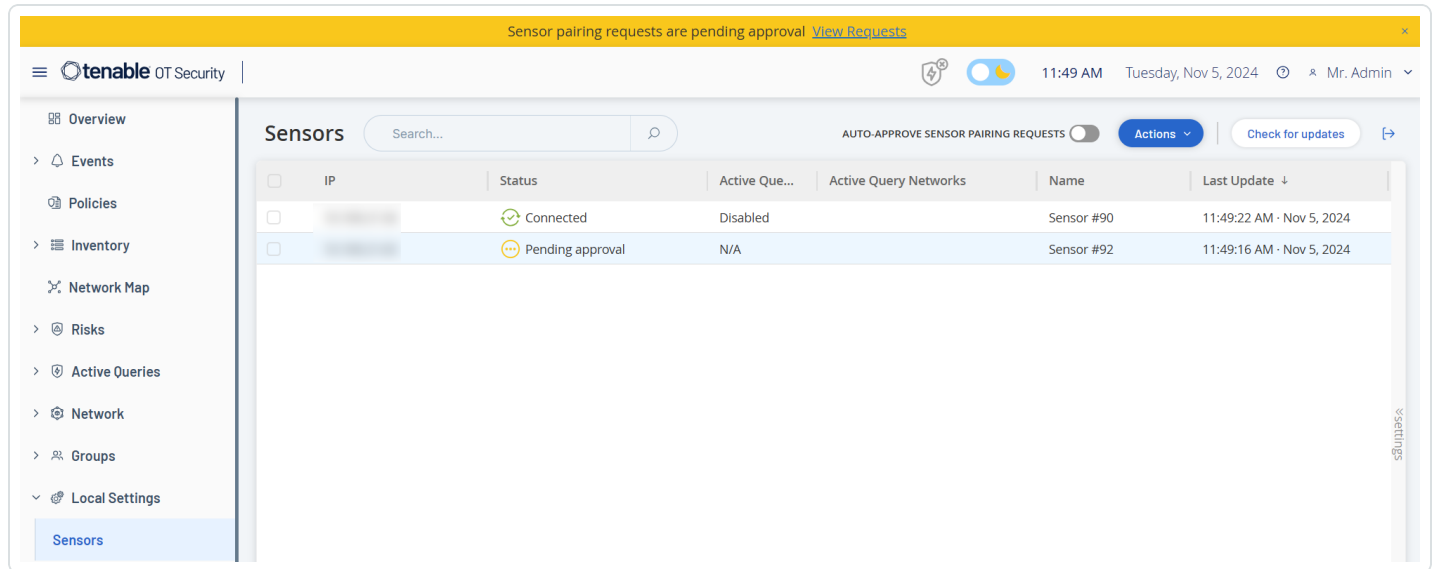 Sensor pairing requests are pending approval View Requests ×
tenable OT Security 11:49 AM Tuesday, Nov 5, 2024 Mr. Admin
Overview
Events
Policies
Inventory
Network Map
Risks
Active Queries
Network
Groups
Local Settings
Sensors
Sensors Search... AUTO-APPROVE SENSOR PAIRING REQUESTS Actions Check for updates
IP Status Active Que... Active Query Networks Name Last Update ↓
Connected Disabled Sensor #90 11:49:22 AM · Nov 5, 2024
Pending approval N/A Sensor #92 11:49:16 AM · Nov 5, 2024
settings